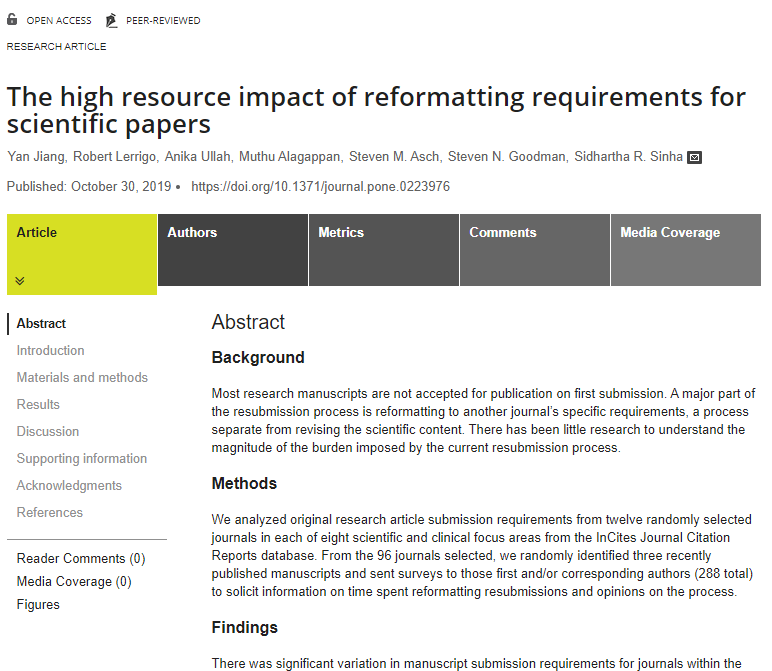 OPEN ACCESS PEER-REVIEWED
RESEARCH ARTICLE
The high resource impact of reformatting requirements for
scientific papers
Yan Jiang, Robert Lerrigo, Anika Ullah, Muthu Alagappan, Steven M. Asch, Steven N. Goodman, Sidhartha R. Sinha
Published: October 30, 2019 • https://doi.org/10.1371/journal.pone.0223976
Article Authors Metrics Comments Media Coverage
Abstract
Introduction
Materials and methods
Results
Discussion
Supporting information
Acknowledgments
References
Reader Comments (0)
Media Coverage (0)
Figures
Abstract
Background
Most research manuscripts are not accepted for publication on first submission. A major part of
the resubmission process is reformatting to another journal's specific requirements, a process
separate from revising the scientific content. There has been little research to understand the
magnitude of the burden imposed by the current resubmission process.
Methods
We analyzed original research article submission requirements from twelve randomly selected
journals in each of eight scientific and clinical focus areas from the InCites Journal Citation
Reports database. From the 96 journals selected, we randomly identified three recently
published manuscripts and sent surveys to those first and/or corresponding authors (288 total)
to solicit information on time spent reformatting resubmissions and opinions on the process.
Findings
There was significant variation in manuscript submission requirements for journals within the